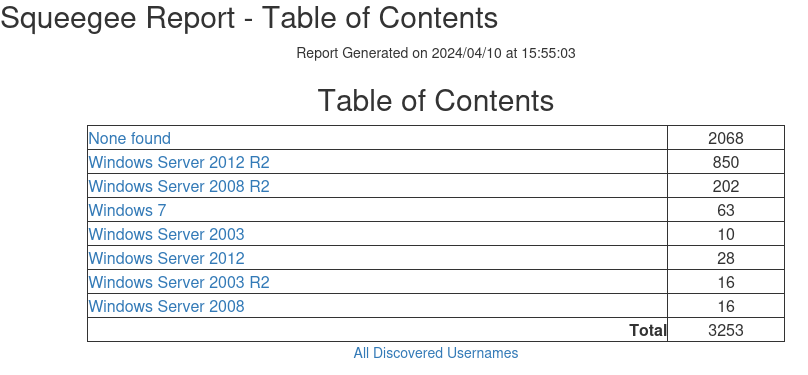 Squeegee Report - Table of Contents
Report Generated on 2024/04/10 at 15:55:03
Table of Contents
None found 2068
Windows Server 2012 R2 850
Windows Server 2008 R2 202
Windows 7 63
Windows Server 2003 10
Windows Server 2012 28
Windows Server 2003 R2 16
Windows Server 2008 16
Total 3253
All Discovered Usernames